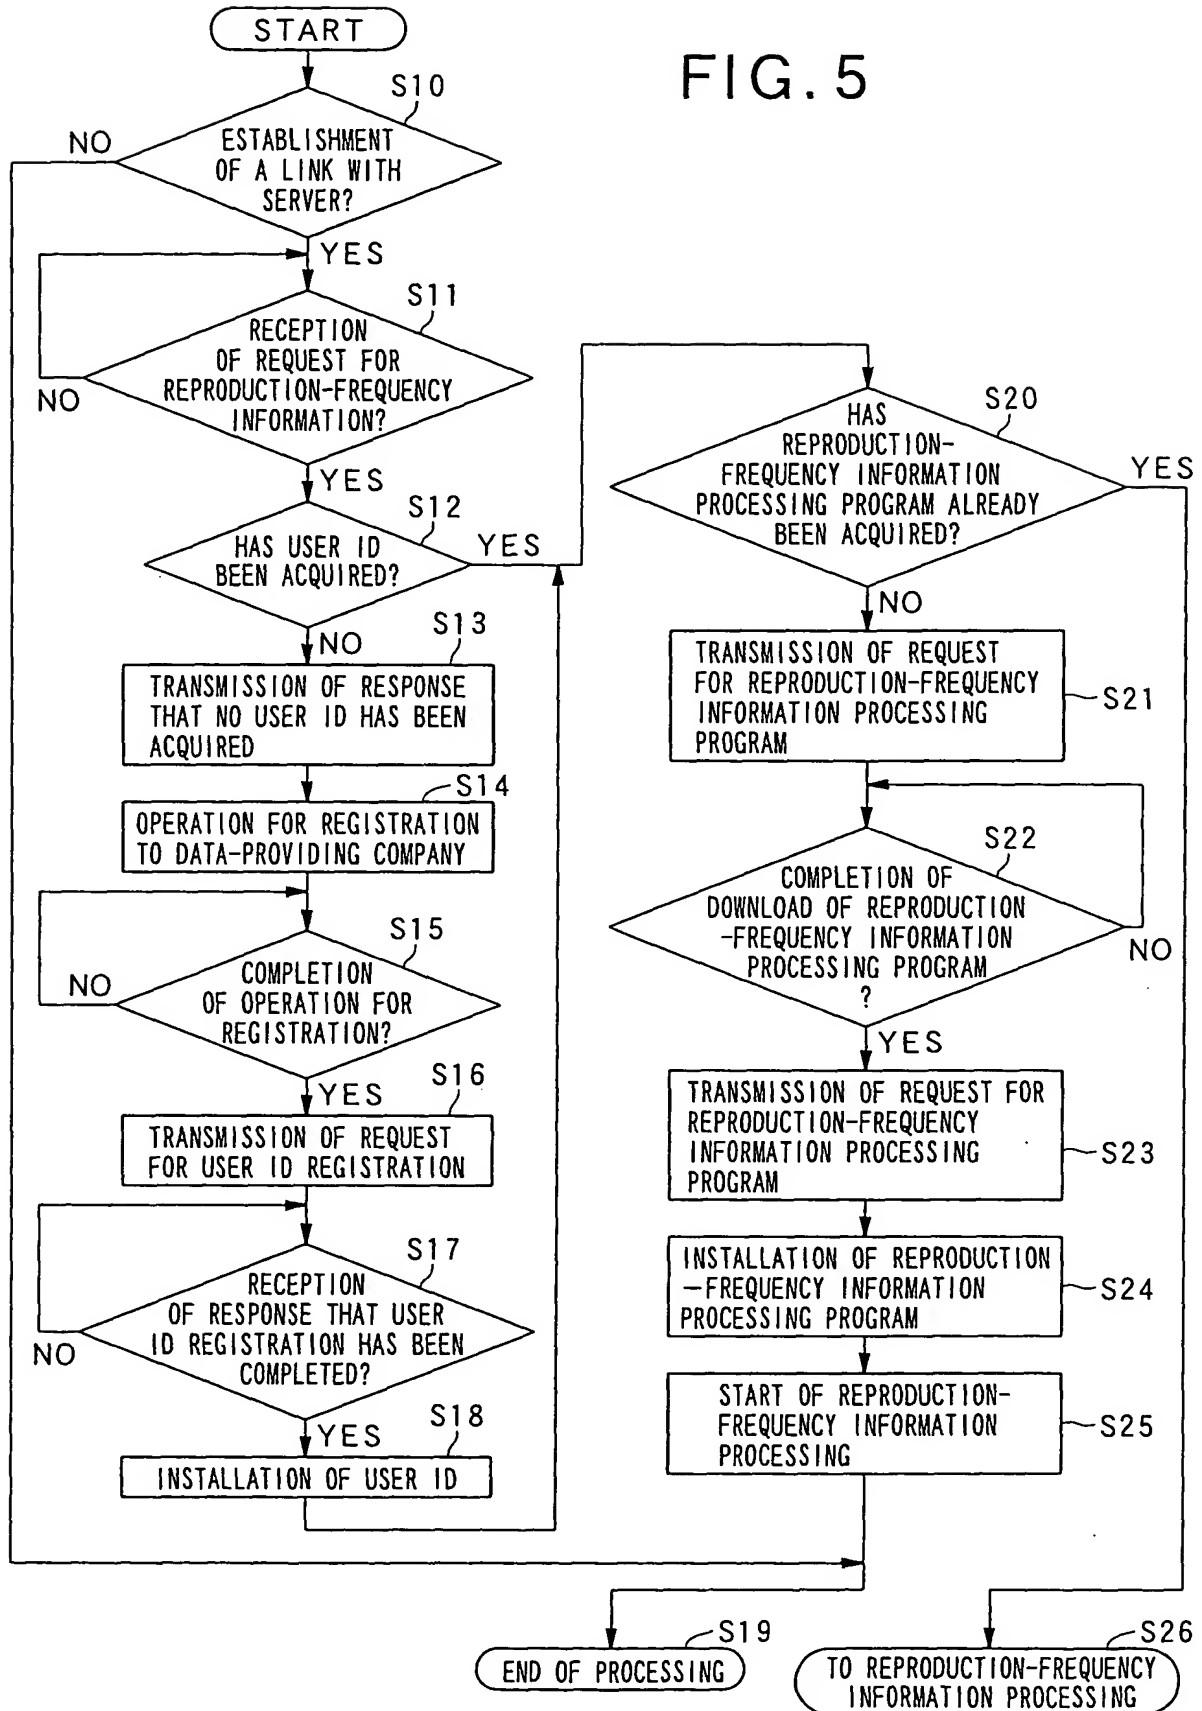 START
FIG. 5
S10
NO
ESTABLISHMENT
OF A LINK WITH
SERVER?
YES
S11
RECEPTION
OF REQUEST FOR
REPRODUCTION-FREQUENCY
INFORMATION?
NO
YES
S12
HAS USER ID
BEEN ACQUIRED?
YES
NO
S13
TRANSMISSION OF RESPONSE
THAT NO USER ID HAS BEEN
ACQUIRED
S14
OPERATION FOR REGISTRATION
TO DATA-PROVIDING COMPANY
S15
NO
COMPLETION
OF OPERATION FOR
REGISTRATION?
YES
S16
TRANSMISSION OF REQUEST
FOR USER ID REGISTRATION
S17
RECEPTION
OF RESPONSE THAT USER
ID REGISTRATION HAS BEEN
COMPLETED?
NO
YES
S18
INSTALLATION OF USER ID
S20
HAS
REPRODUCTION-
FREQUENCY INFORMATION
PROCESSING PROGRAM ALREADY
BEEN ACQUIRED?
YES
NO
TRANSMISSION OF REQUEST
FOR REPRODUCTION-FREQUENCY
INFORMATION PROCESSING
PROGRAM
S21
S22
COMPLETION OF
DOWNLOAD OF REPRODUCTION
-FREQUENCY INFORMATION
PROCESSING PROGRAM
?
NO
YES
TRANSMISSION OF REQUEST FOR
REPRODUCTION-FREQUENCY
INFORMATION PROCESSING
PROGRAM
S23
INSTALLATION OF REPRODUCTION
-FREQUENCY INFORMATION
PROCESSING PROGRAM
S24
START OF REPRODUCTION-
FREQUENCY INFORMATION
PROCESSING
S25
S19
END OF PROCESSING
S26
TO REPRODUCTION-FREQUENCY
INFORMATION PROCESSING